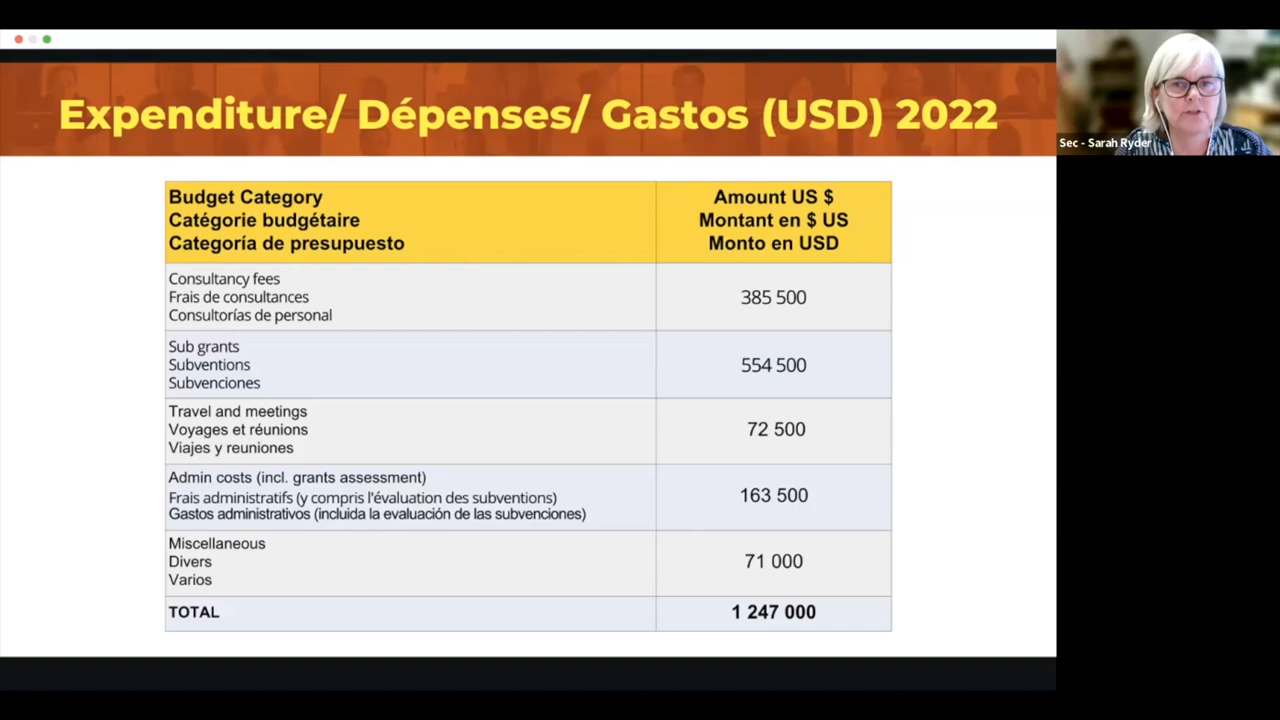 Expenditure/ Dépenses/ Gastos (USD) 2022
Sec - Sarah Ryder
Budget Category
Catégorie budgétaire
Categoría de presupuesto
Amount US $
Montant en $ US
Monto en USD
Consultancy fees
Frais de consultances
Consultorías de personal
385 500
Sub grants
Subventions
Subvenciones
554 500
Travel and meetings
Voyages et réunions
Viajes y reuniones
72 500
Admin costs (incl. grants assessment)
Frais administratifs (y compris l'évaluation des subventions)
Gastos administrativos (incluida la evaluación de las subvenciones)
163 500
Miscellaneous
Divers
Varios
71 000
TOTAL
1 247 000